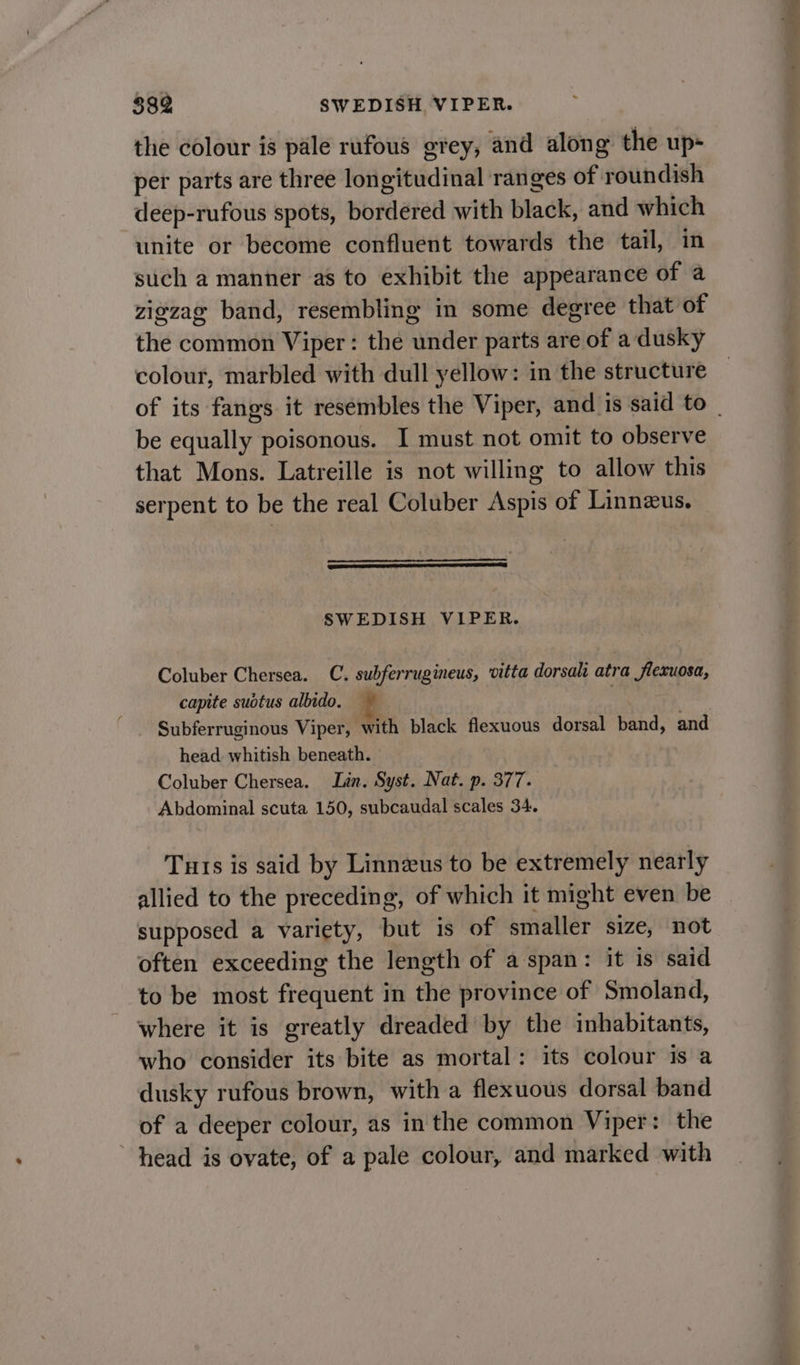 382 SWEDISH VIPER.
the colour is pale rufous grey, and along the up-
per parts are three longitudinal ranges of roundish
deep-rufous spots, bordered with black, and which
unite or become confluent towards the tail, in
such a manner as to exhibit the appearance of a
zigzag band, resembling in some degree that of
the common Viper: the under parts are of a dusky
colour, marbled with dull yellow: in the structure
of its fangs it resembles the Viper, and is said to
be equally poisonous. I must not omit to observe
that Mons. Latreille is not willing to allow this
serpent to be the real Coluber Aspis of Linnæus.
SWEDISH VIPER.
Coluber Chersea. C. subferrugineus, vitta dorsali atra flexuosa,
capite subtus albido.
Subferruginous Viper, with black flexuous dorsal band, and
head whitish beneath.
Coluber Chersea. Lin. Syst. Nat. p. 377.
Abdominal scuta 150, subcaudal scales 34.
This is said by Linnæus to be extremely nearly
allied to the preceding, of which it might even be
supposed a variety, but is of smaller size, not
often exceeding the length of a span: it is said
to be most frequent in the province of Smoland,
where it is greatly dreaded by the inhabitants,
who consider its bite as mortal: its colour is a
dusky rufous brown, with a flexuous dorsal band
of a deeper colour, as in the common Viper: the
head is ovate, of a pale colour, and marked with